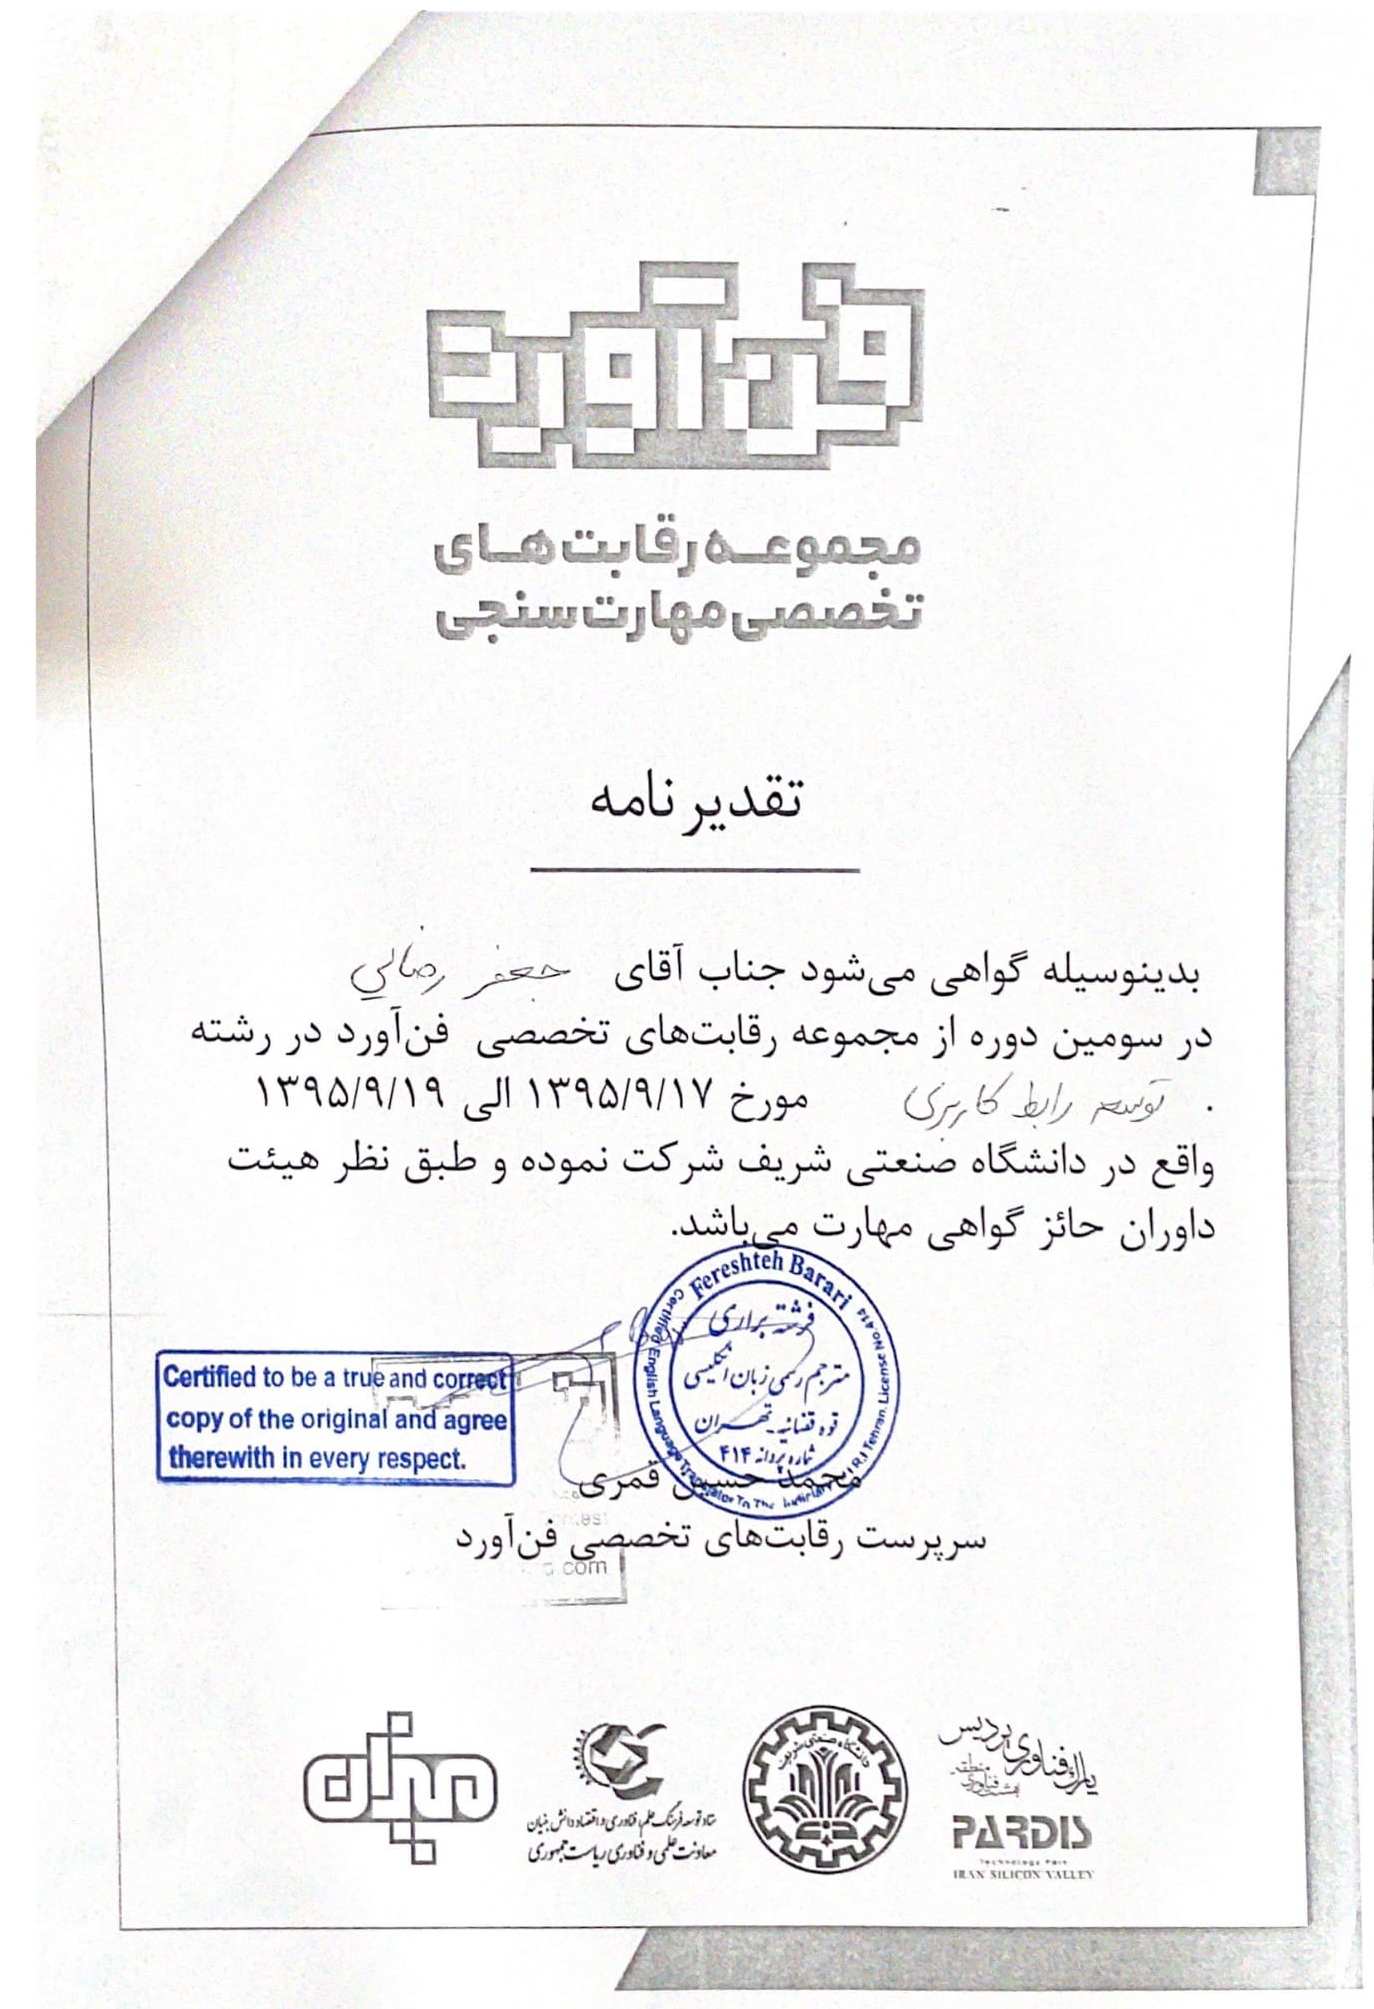 فن‌آورد
مجموعه رقابت‌های
تخصصی مهارت‌سنجی
تقدیرنامه
بدینوسیله گواهی می‌شود جناب آقای جعفر رضائی
در سومین دوره از مجموعه رقابت‌های تخصصی فن‌آورد در رشته
توسعه رابط کاربری مورخ ۱۳۹۵/۹/۱۷ الی ۱۳۹۵/۹/۱۹
واقع در دانشگاه صنعتی شریف شرکت نموده و طبق نظر هیئت
داوران حائز گواهی مهارت می‌باشد.
Fereshteh Barari
Certified English Language Translator To The Judiciary I.R.I Tehran. License No.414
فرشته براری
مترجم رسمی زبان انگلیسی
قوه قضائیه - تهران
شماره پروانه ۴۱۴
Certified to be a true and correct
copy of the original and agree
therewith in every respect.
محمد حسین قمری
سرپرست رقابت‌های تخصصی فن‌آورد
com
پارک فناوری پردیس
منطقه
PARDIS
Technology Park
IRAN SILICON VALLEY
دانشگاه صنعتی شریف
ستاد توسعه فرهنگ علم، فناوری و اقتصاد دانش بنیان
معاونت علمی و فناوری ریاست جمهوری
میزان